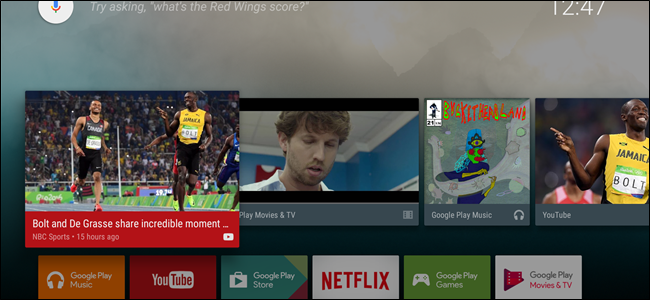 Try asking, "what's the Red Wings score?"
12:47
CANADA
JAMAICA
BOLT
Bolt and De Grasse share incredible moment ...
NBC Sports • 15 hours ago
Play Movies & TV
BUCKETHEADLAND
Google Play Music
JAMAICA
BOLT
YouTube
Google Play
Music
YouTube
Google Play
Store
NETFLIX
Google Play
Games
Google Play
Movies & TV